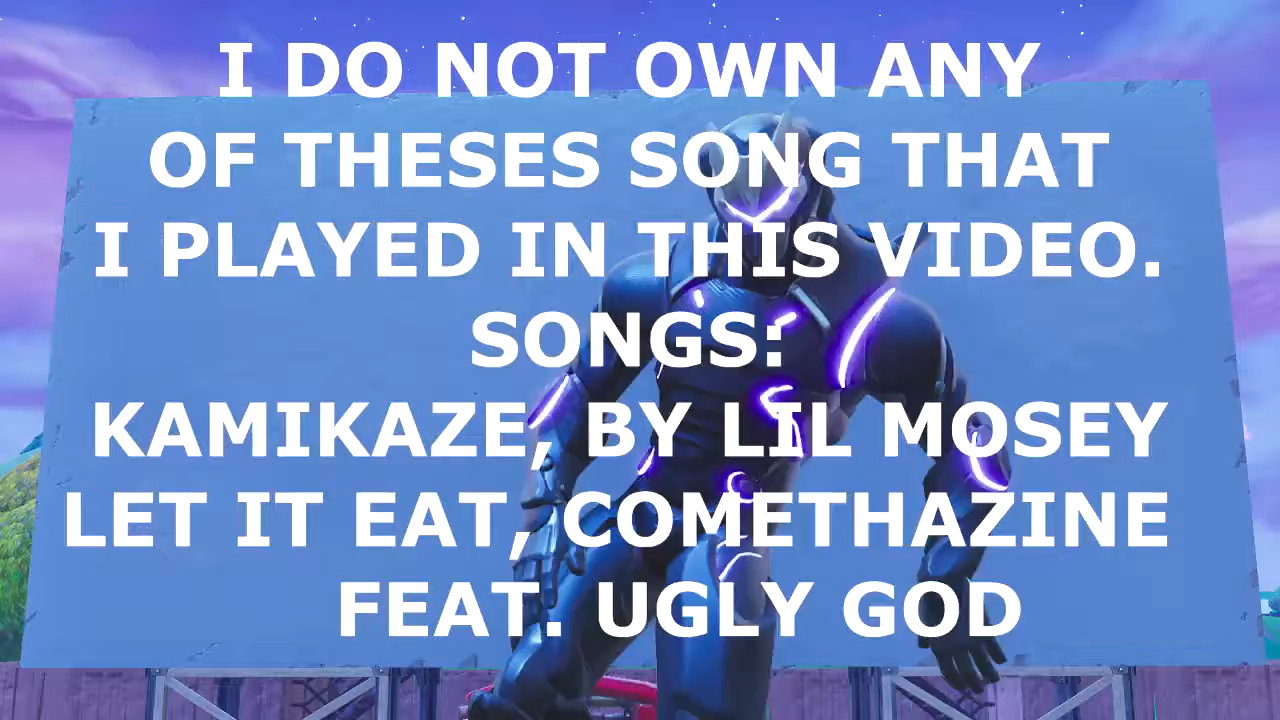 I DO NOT OWN ANY
OF THESES SONG THAT
I PLAYED IN THIS VIDEO.
SONGS:
KAMIKAZE, BY LIL MOSEY
LET IT EAT, COMETHAZINE
FEAT. UGLY GOD